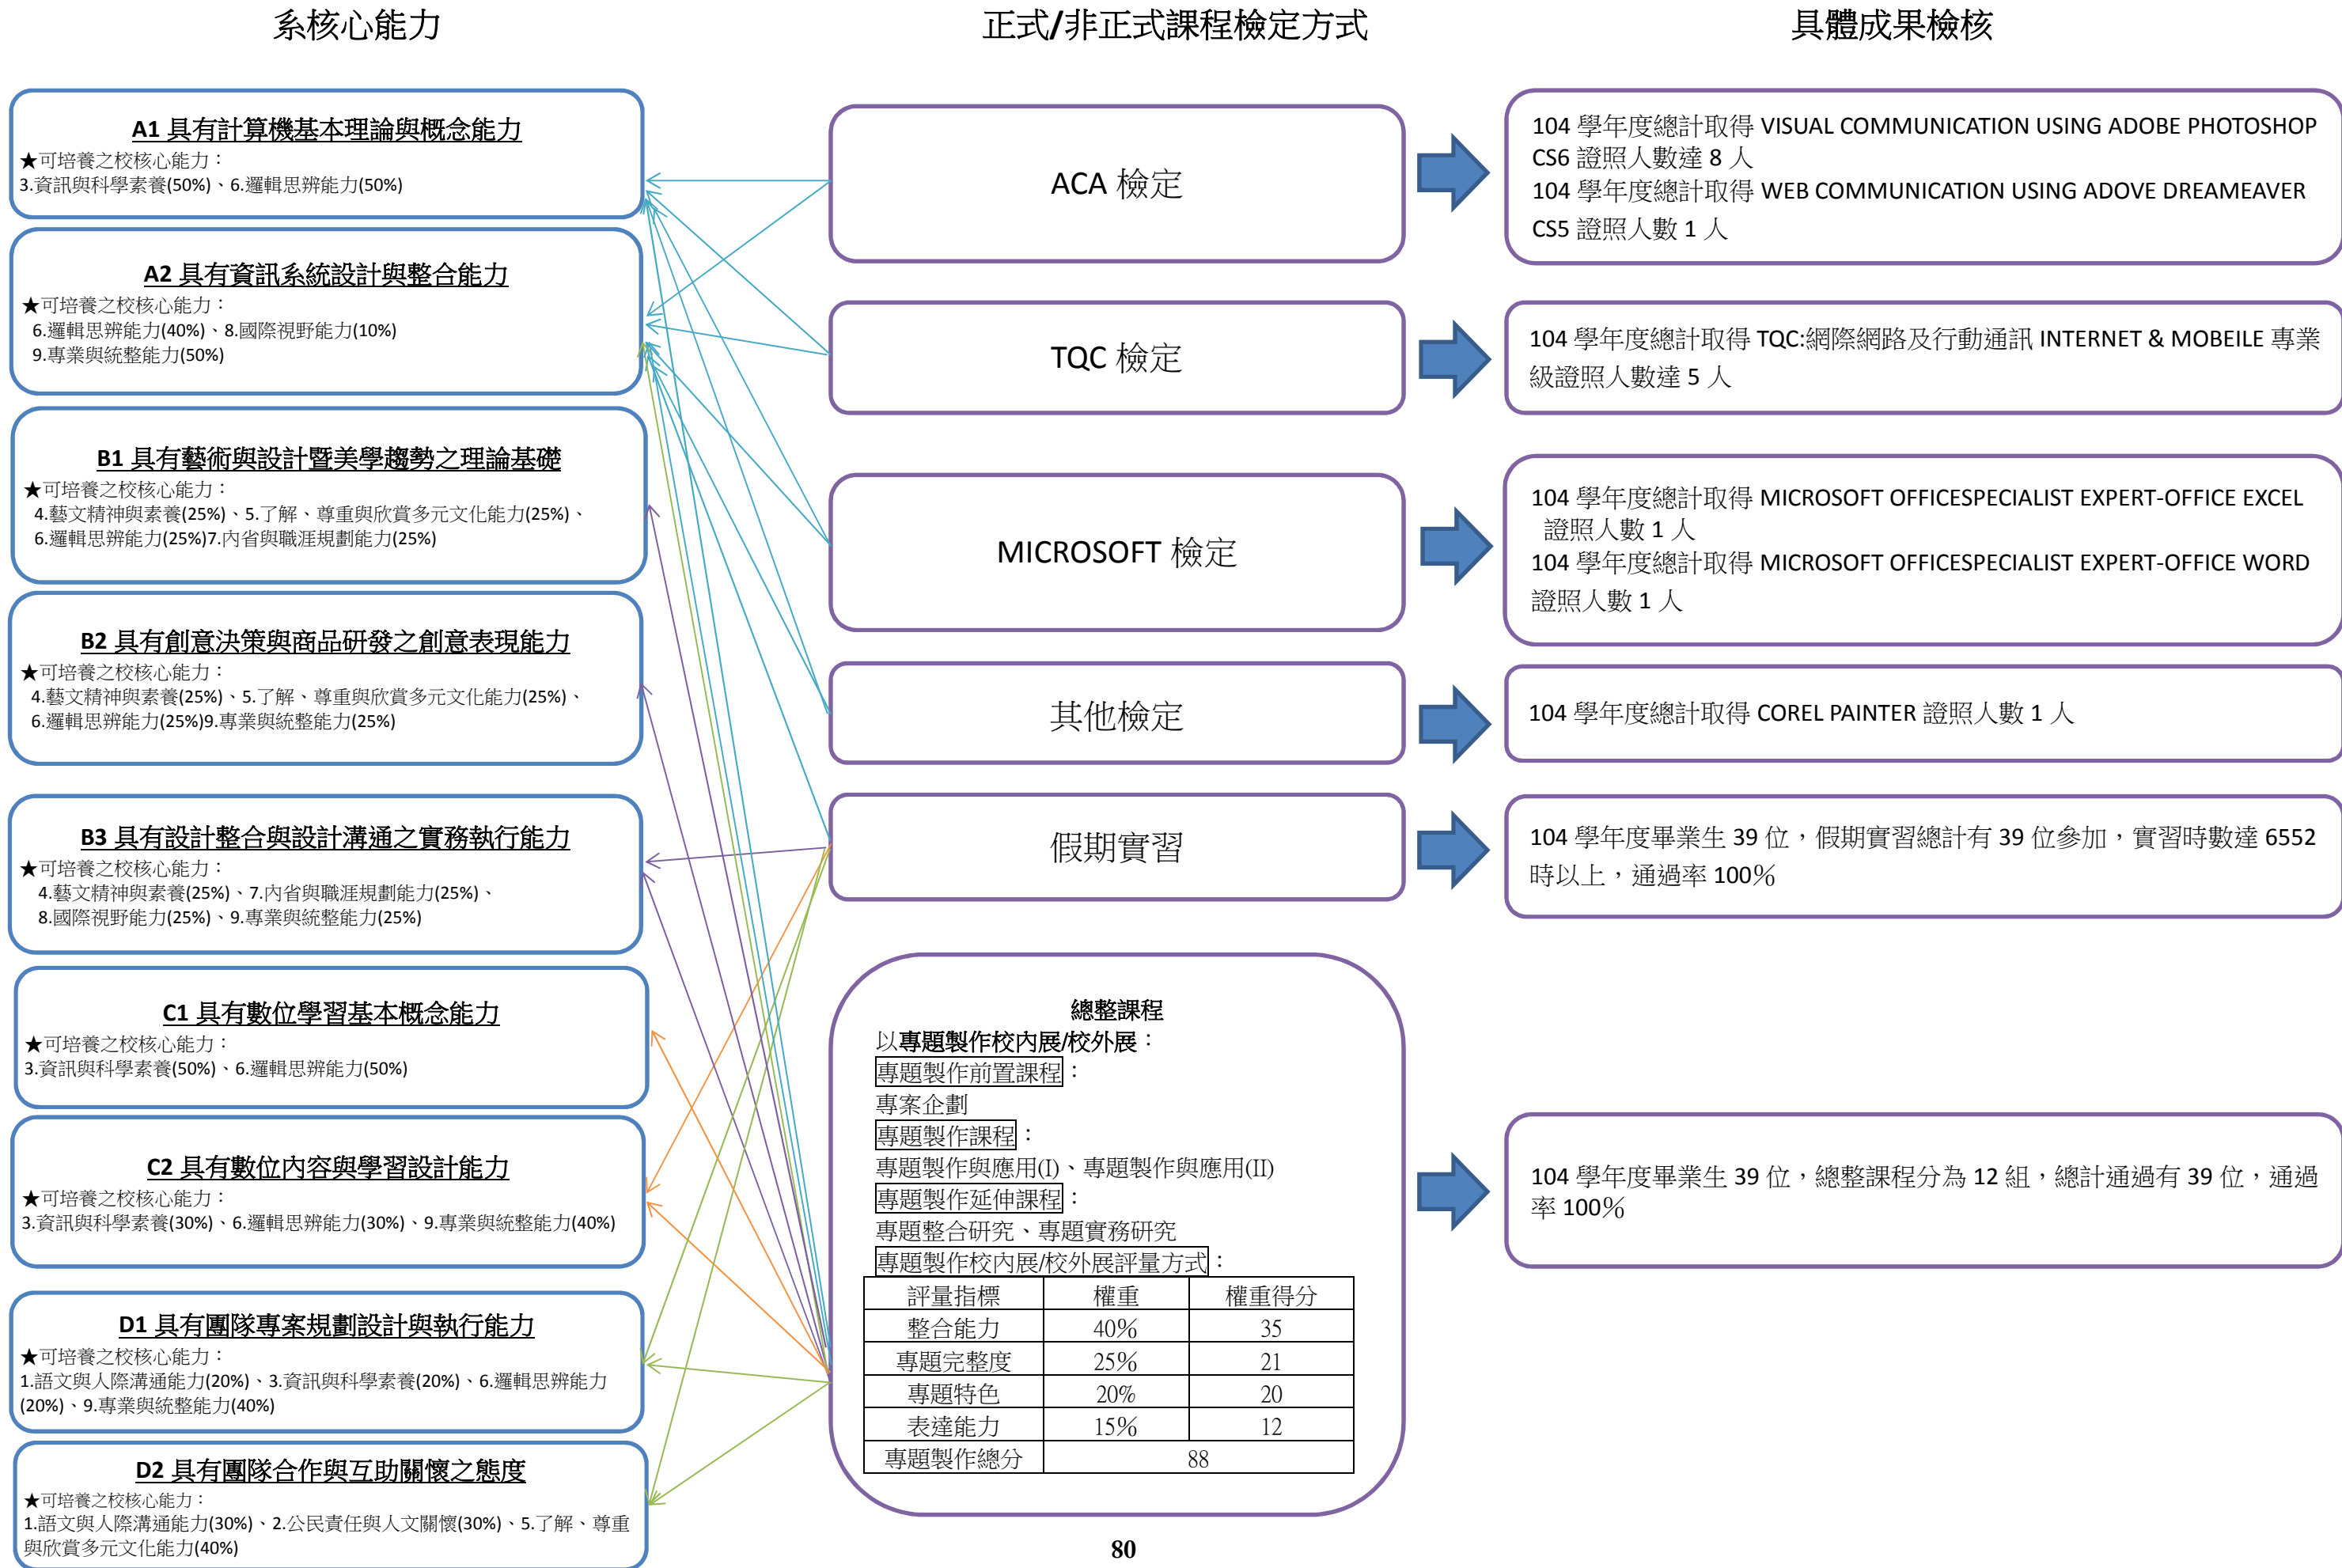 系核心能力
正式/非正式課程檢定方式
具體成果檢核
A1 具有計算機基本理論與概念能力
★可培養之校核心能力：
3.資訊與科學素養(50%)、6.邏輯思辨能力(50%)
A2 具有資訊系統設計與整合能力
★可培養之校核心能力：
6.邏輯思辨能力(40%)、8.國際視野能力(10%)
9.專業與統整能力(50%)
B1 具有藝術與設計暨美學趨勢之理論基礎
★可培養之校核心能力：
4.藝文精神與素養(25%)、5.了解、尊重與欣賞多元文化能力(25%)、
6.邏輯思辨能力(25%)7.內省與職涯規劃能力(25%)
B2 具有創意決策與商品研發之創意表現能力
★可培養之校核心能力：
4.藝文精神與素養(25%)、5.了解、尊重與欣賞多元文化能力(25%)、
6.邏輯思辨能力(25%)9.專業與統整能力(25%)
B3 具有設計整合與設計溝通之實務執行能力
★可培養之校核心能力：
4.藝文精神與素養(25%)、7.內省與職涯規劃能力(25%)、
8.國際視野能力(25%)、9.專業與統整能力(25%)
C1 具有數位學習基本概念能力
★可培養之校核心能力：
3.資訊與科學素養(50%)、6.邏輯思辨能力(50%)
C2 具有數位內容與學習設計能力
★可培養之校核心能力：
3.資訊與科學素養(30%)、6.邏輯思辨能力(30%)、9.專業與統整能力(40%)
D1 具有團隊專案規劃設計與執行能力
★可培養之校核心能力：
1.語文與人際溝通能力(20%)、3.資訊與科學素養(20%)、6.邏輯思辨能力
(20%)、9.專業與統整能力(40%)
D2 具有團隊合作與互助關懷之態度
★可培養之校核心能力：
1.語文與人際溝通能力(30%)、2.公民責任與人文關懷(30%)、5.了解、尊重
與欣賞多元文化能力(40%)
ACA 檢定
TQC 檢定
MICROSOFT 檢定
其他檢定
假期實習
總整課程
以專題製作校內展/校外展：
專題製作前置課程：
專案企劃
專題製作課程：
專題製作與應用(I)、專題製作與應用(II)
專題製作延伸課程：
專題整合研究、專題實務研究
專題製作校內展/校外展評量方式：
評量指標 權重 權重得分
整合能力 40% 35
專題完整度 25% 21
專題特色 20% 20
表達能力 15% 12
專題製作總分 88
104 學年度總計取得 VISUAL COMMUNICATION USING ADOBE PHOTOSHOP
CS6 證照人數達 8 人
104 學年度總計取得 WEB COMMUNICATION USING ADOVE DREAMEAVER
CS5 證照人數 1 人
104 學年度總計取得 TQC:網際網路及行動通訊 INTERNET & MOBEILE 專業
級證照人數達 5 人
104 學年度總計取得 MICROSOFT OFFICESPECIALIST EXPERT-OFFICE EXCEL
證照人數 1 人
104 學年度總計取得 MICROSOFT OFFICESPECIALIST EXPERT-OFFICE WORD
證照人數 1 人
104 學年度總計取得 COREL PAINTER 證照人數 1 人
104 學年度畢業生 39 位，假期實習總計有 39 位參加，實習時數達 6552
時以上，通過率 100%
104 學年度畢業生 39 位，總整課程分為 12 組，總計通過有 39 位，通過
率 100%
80